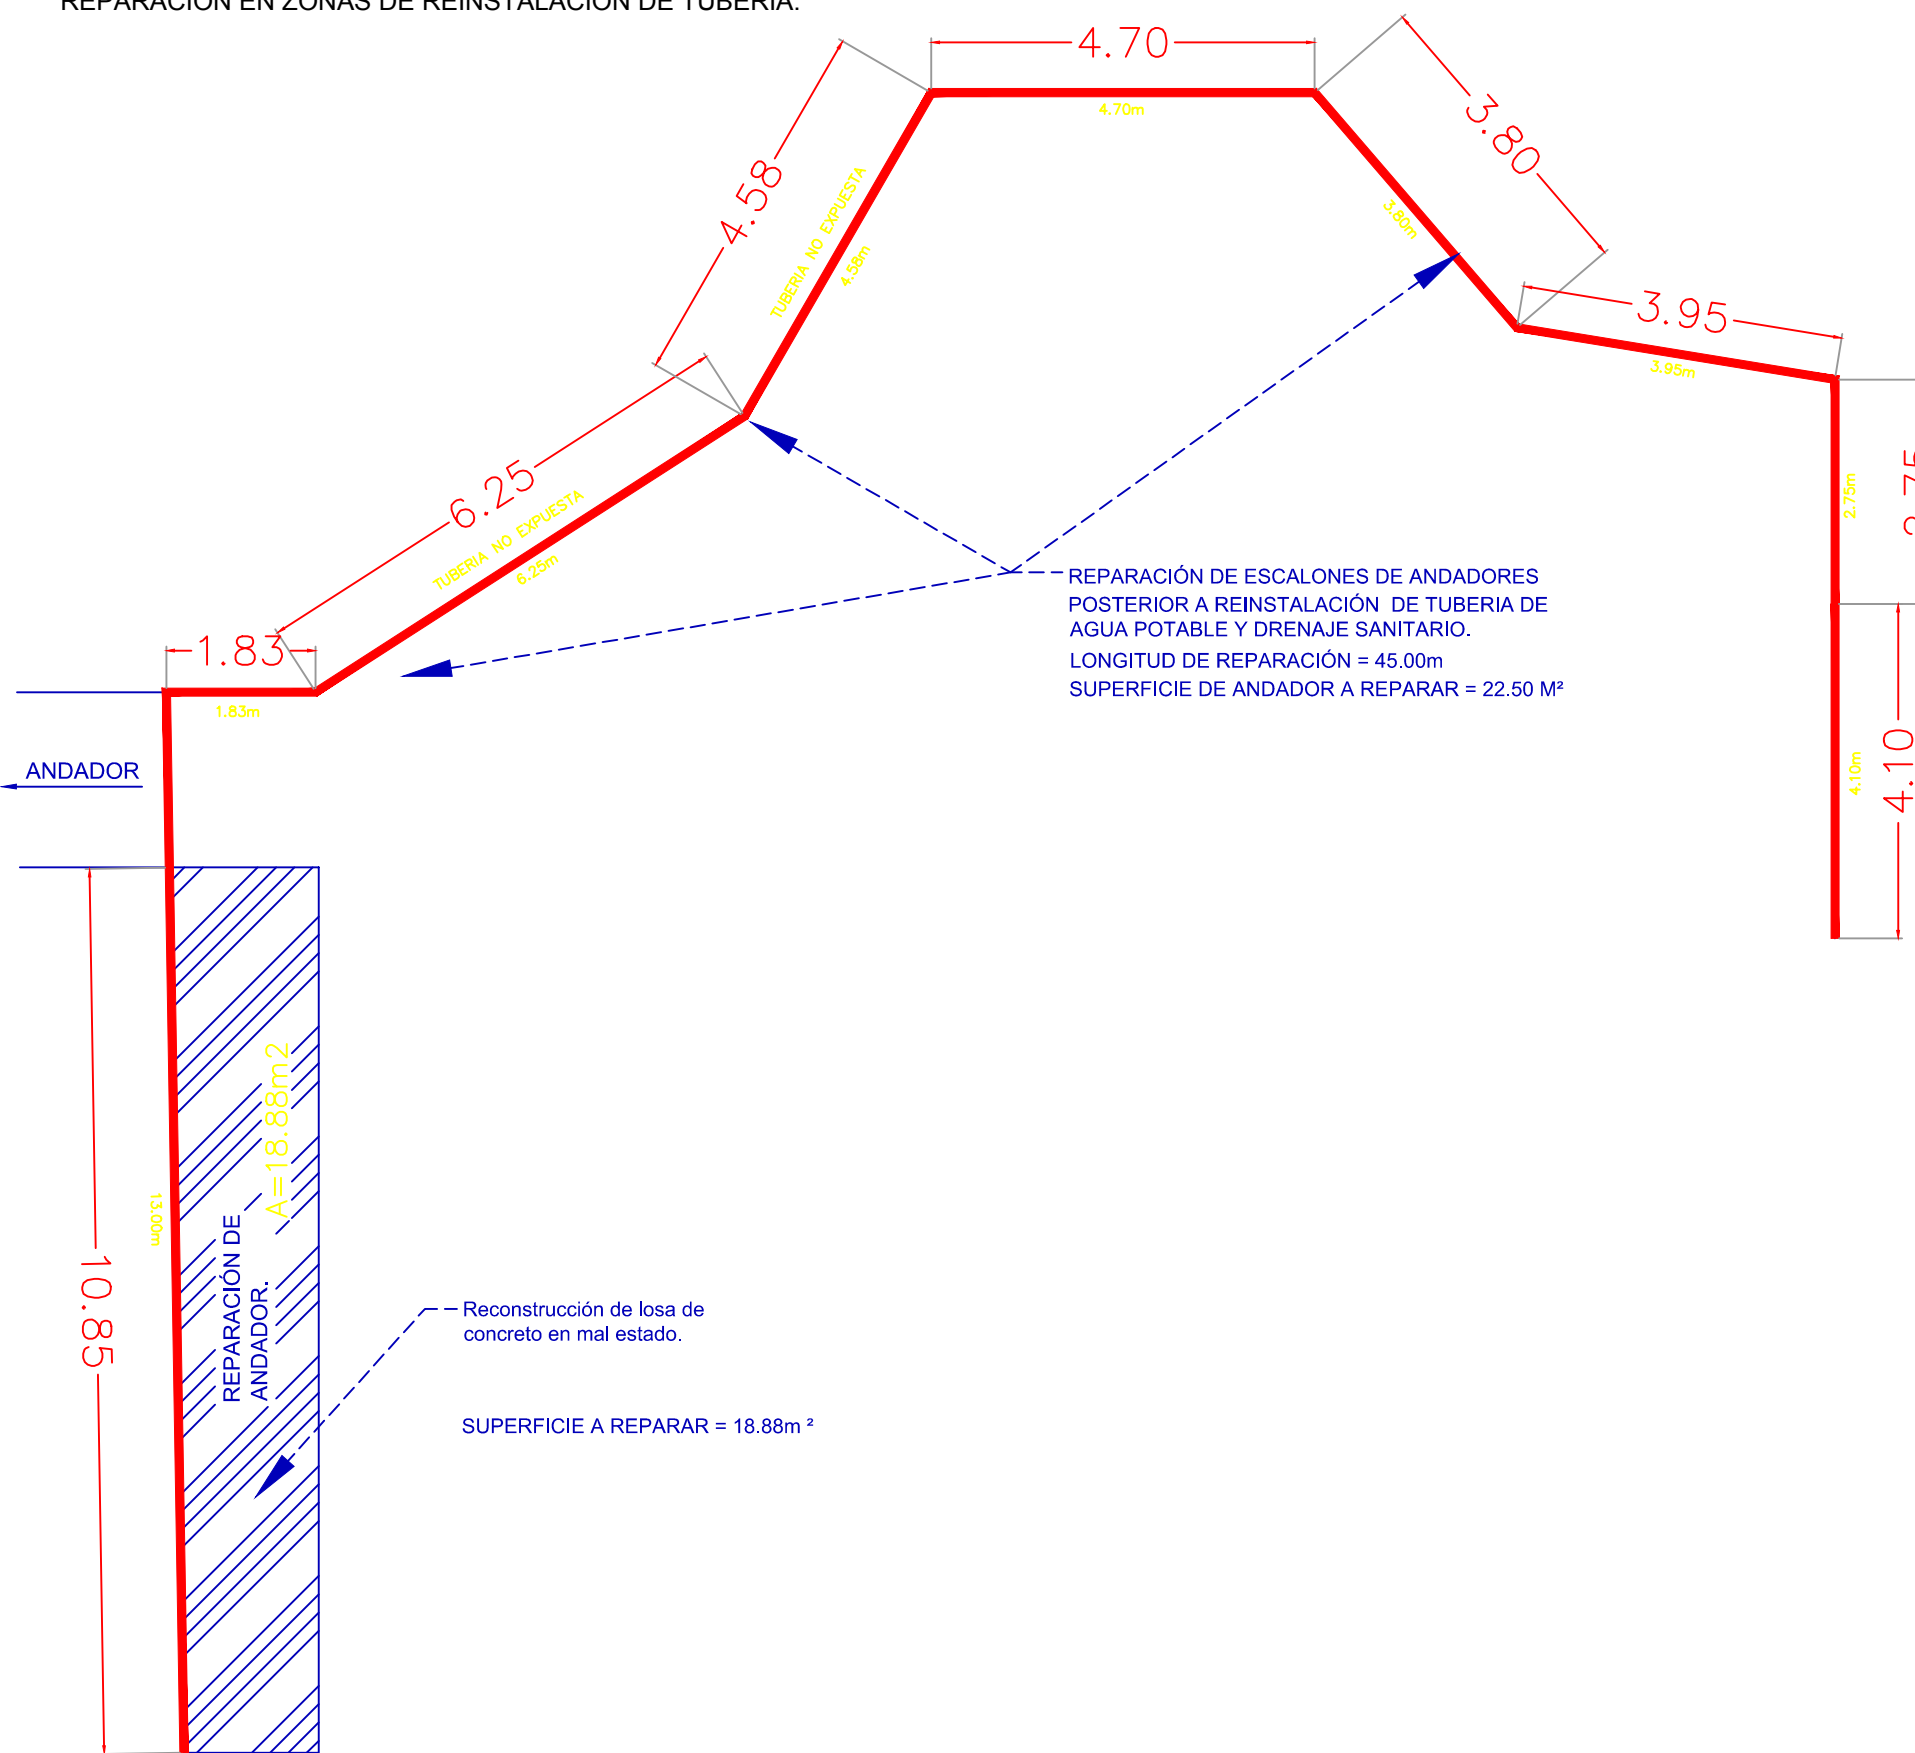 REPARACIÓN EN ZONAS DE REINSTALACIÓN DE TUBERIA.
4.70
4.70m
4.58
TUBERIA NO EXPUESTA
4.58m
3.80
3.80m
3.95
3.95m
6.25
TUBERIA NO EXPUESTA
6.25m
2.75m
2.75
REPARACIÓN DE ESCALONES DE ANDADORES
POSTERIOR A REINSTALACIÓN DE TUBERIA DE
AGUA POTABLE Y DRENAJE SANITARIO.
LONGITUD DE REPARACIÓN = 45.00m
SUPERFICIE DE ANDADOR A REPARAR = 22.50 M²
1.83
1.83m
ANDADOR
4.10m
4.10
A=18.88m2
13.00m
10.85
REPARACIÓN DE
ANDADOR.
Reconstrucción de losa de
concreto en mal estado.
SUPERFICIE A REPARAR = 18.88m ²